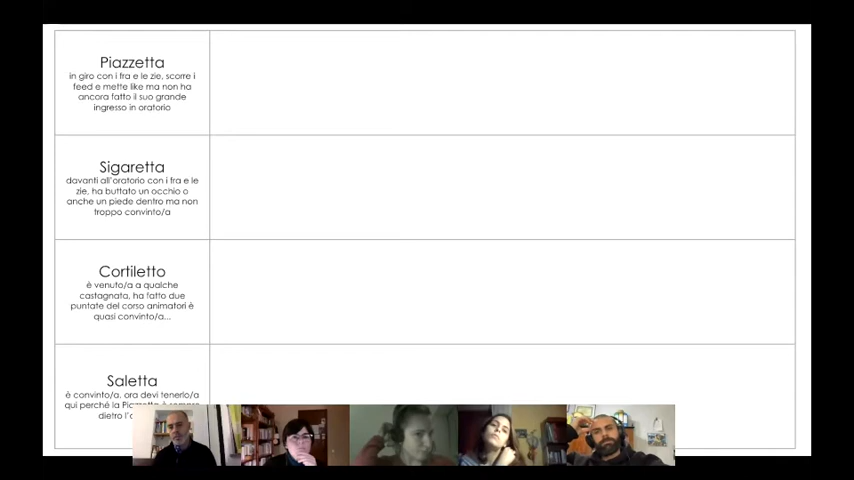 Piazzetta
in giro con i fra e le zie, scorre i
feed e mette like ma non ha
ancora fatto il suo grande
ingresso in oratorio
Sigaretta
davanti all'oratorio con i fra e le
zie, ha buttato un occhio o
anche un piede dentro ma non
troppo convinto/a
Cortiletto
è venuto/a a qualche
castagnata, ha fatto due
puntate del corso animatori è
quasi convinto/a...
Saletta
è convinto/a, ora devi tenerlo/a
qui perché la Piazzetta è sempre
dietro